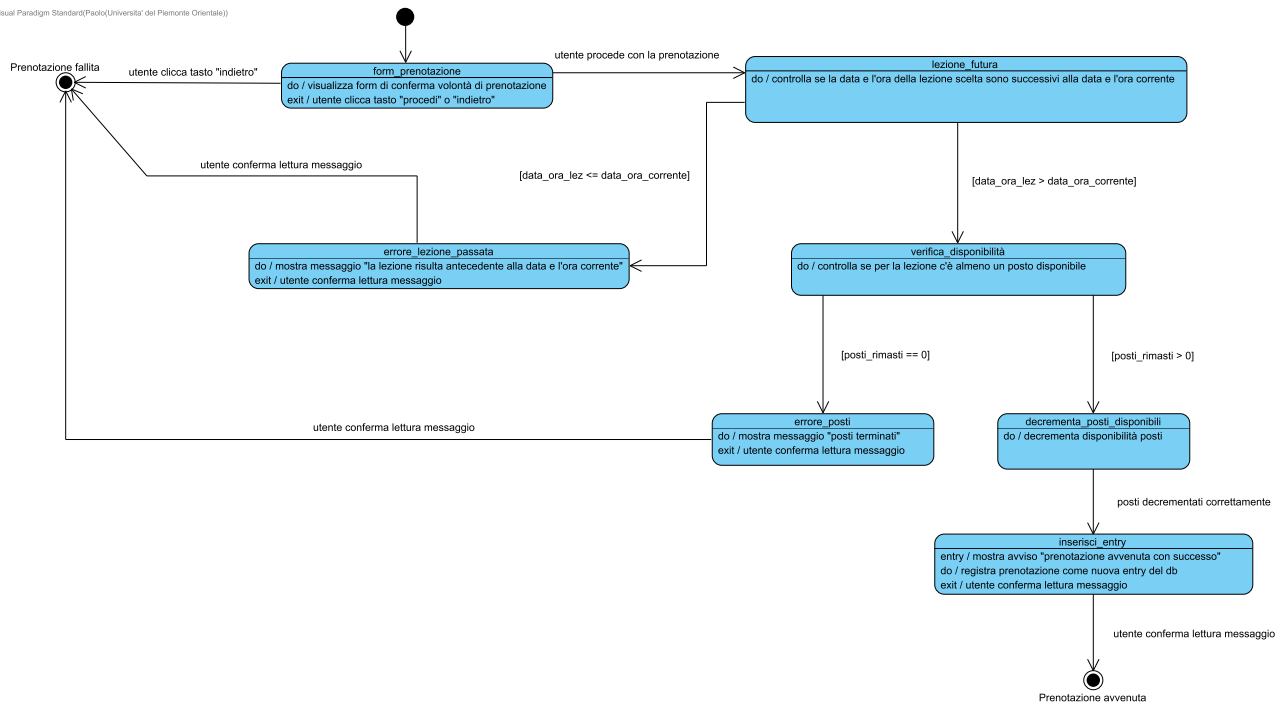 isual Paradigm Standard(Paolo(Universita' del Piemonte Orientale))
Prenotazione fallita
utente clicca tasto "indietro"
form_prenotazione
do / visualizza form di conferma volontà di prenotazione
exit / utente clicca tasto "procedi" o "indietro"
utente procede con la prenotazione
lezione_futura
do / controlla se la data e l'ora della lezione scelta sono successivi alla data e l'ora corrente
utente conferma lettura messaggio
[data_ora_lez <= data_ora_corrente]
[data_ora_lez > data_ora_corrente]
errore_lezione_passata
do / mostra messaggio "la lezione risulta antecedente alla data e l'ora corrente"
exit / utente conferma lettura messaggio
verifica_disponibilità
do / controlla se per la lezione c'è almeno un posto disponibile
[posti_rimasti == 0]
[posti_rimasti > 0]
utente conferma lettura messaggio
errore_posti
do / mostra messaggio "posti terminati"
exit / utente conferma lettura messaggio
decrementa_posti_disponibili
do / decrementa disponibilità posti
posti decrementati correttamente
inserisci_entry
entry / mostra avviso "prenotazione avvenuta con successo"
do / registra prenotazione come nuova entry del db
exit / utente conferma lettura messaggio
utente conferma lettura messaggio
Prenotazione avvenuta